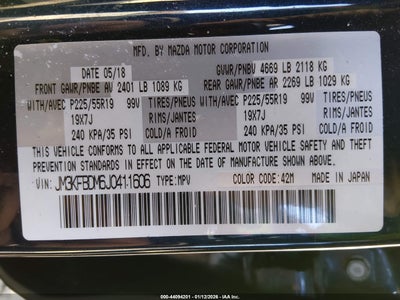 MFD. BY MAZDA MOTOR CORPORATION
DATE 05/18
GVWR/PNBV 4669 LB 2118 KG
FRONT GAWR/PNBE AV 2401 LB 1089 KG
REAR GAWR/PNBE AR 2269 LB 1029 KG
WITH/AVEC P225/55R19 99V TIRES/PNEUS
WITH/AVEC P225/55R19 99V TIRES/PNEUS
19X7J RIMS/JANTES
19X7J RIMS/JANTES
240 KPA/35 PSI COLD/A FROID
240 KPA/35 PSI COLD/A FROID
THIS VEHICLE CONFORMS TO ALL APPLICABLE FEDERAL MOTOR VEHICLE
SAFETY, BUMPER, AND THEFT
PREVENTION STANDARDS IN EFFECT ON THE DATE OF MANUFACTURE SHOWN ABOVE.
VIN: JM3KFBDM6J0411606 TYPE: MPV COLOR CODE: 42M MADE IN JAPAN
000-44094201 - 01/12/2026 - IAA Inc.